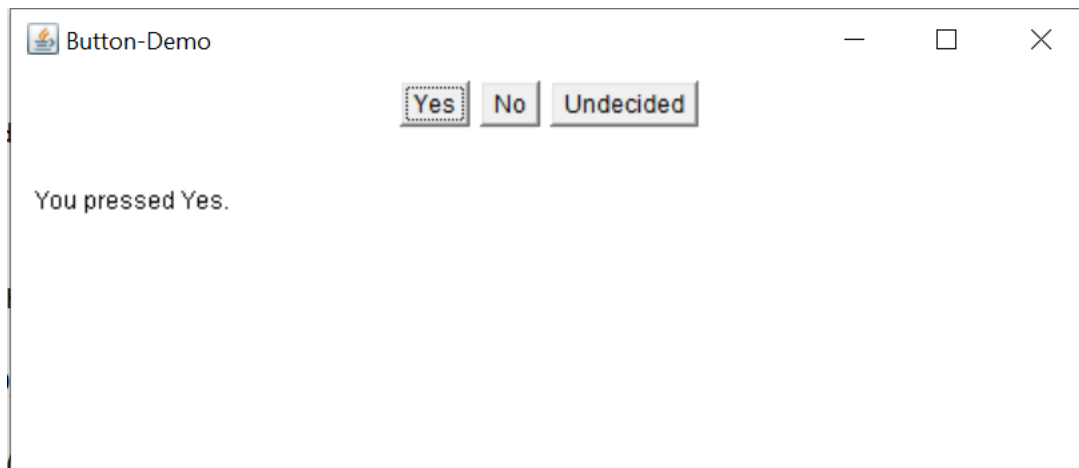 Button-Demo
Yes No Undecided
You pressed Yes.